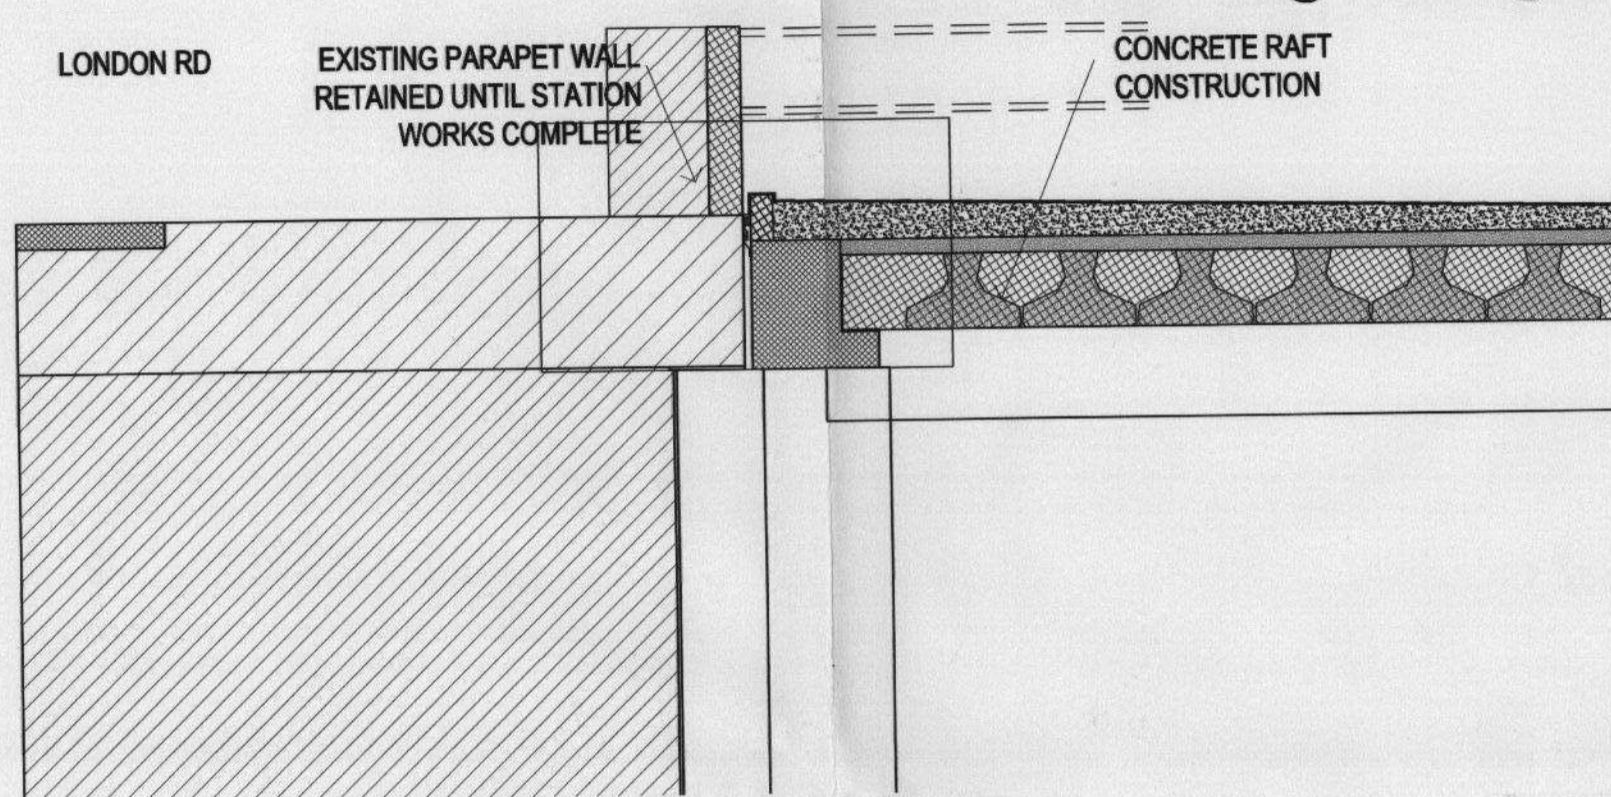 LONDON RD
EXISTING PARAPET WALL
RETAINED UNTIL STATION
WORKS COMPLETE
CONCRETE RAFT
CONSTRUCTION